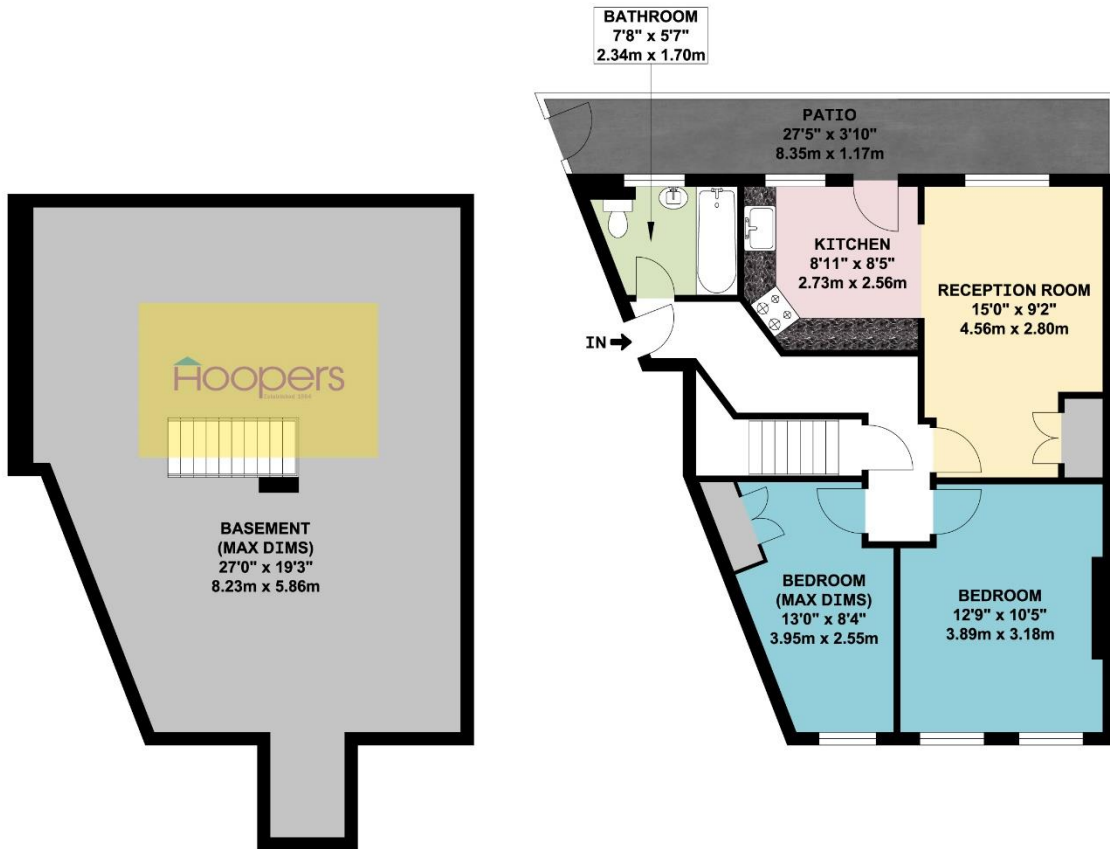 BATHROOM
7'8" x 5'7"
2.34m x 1.70m
PATIO
27'5" x 3'10"
8.35m x 1.17m
KITCHEN
8'11" x 8'5"
2.73m x 2.56m
RECEPTION ROOM
15'0" x 9'2"
4.56m x 2.80m
IN
Hoopers
BASEMENT
(MAX DIMS)
27'0" x 19'3"
8.23m x 5.86m
BEDROOM
(MAX DIMS)
13'0" x 8'4"
3.95m x 2.55m
BEDROOM
12'9" x 10'5"
3.89m x 3.18m